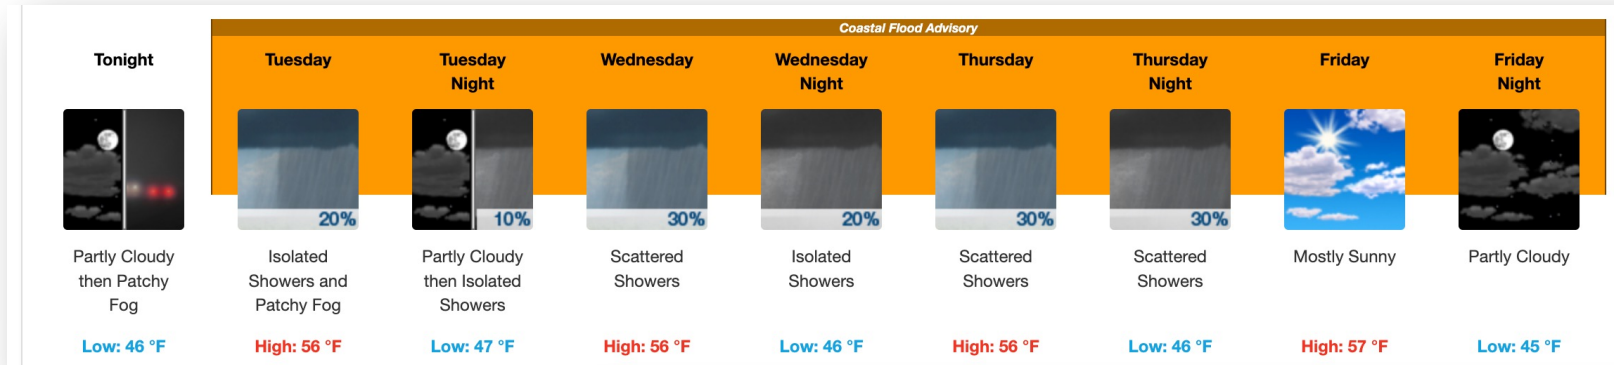 Coastal Flood Advisory
Tonight
Partly Cloudy
then Patchy
Fog
Low: 46 °F
Tuesday
20%
Isolated
Showers and
Patchy Fog
High: 56 °F
Tuesday
Night
10%
Partly Cloudy
then Isolated
Showers
Low: 47 °F
Wednesday
30%
Scattered
Showers
High: 56 °F
Wednesday
Night
20%
Isolated
Showers
Low: 46 °F
Thursday
30%
Scattered
Showers
High: 56 °F
Thursday
Night
30%
Scattered
Showers
Low: 46 °F
Friday
Mostly Sunny
High: 57 °F
Friday
Night
Partly Cloudy
Low: 45 °F